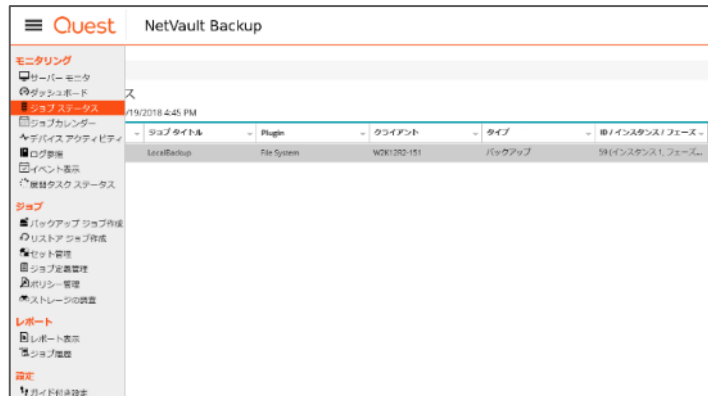 Quest NetVault Backup
モニタリング
サーバー モニタ
ダッシュボード
ジョブ ステータス
ジョブカレンダー
デバイス アクティビティ
ログ参照
イベント表示
展開タスク ステータス
ジョブ
バックアップ ジョブ作成
リストア ジョブ作成
セット管理
ジョブ定義管理
ポリシー管理
ストレージの調査
レポート
レポート表示
ジョブ履歴
設定
ガイド付き設定
ス
/19/2018 4:45 PM
ジョブ タイトル Plugin クライアント タイプ ID / インスタンス / フェーズ
LocalBackup File System W2K12R2-151 バックアップ 59 (インスタンス 1, フェーズ...